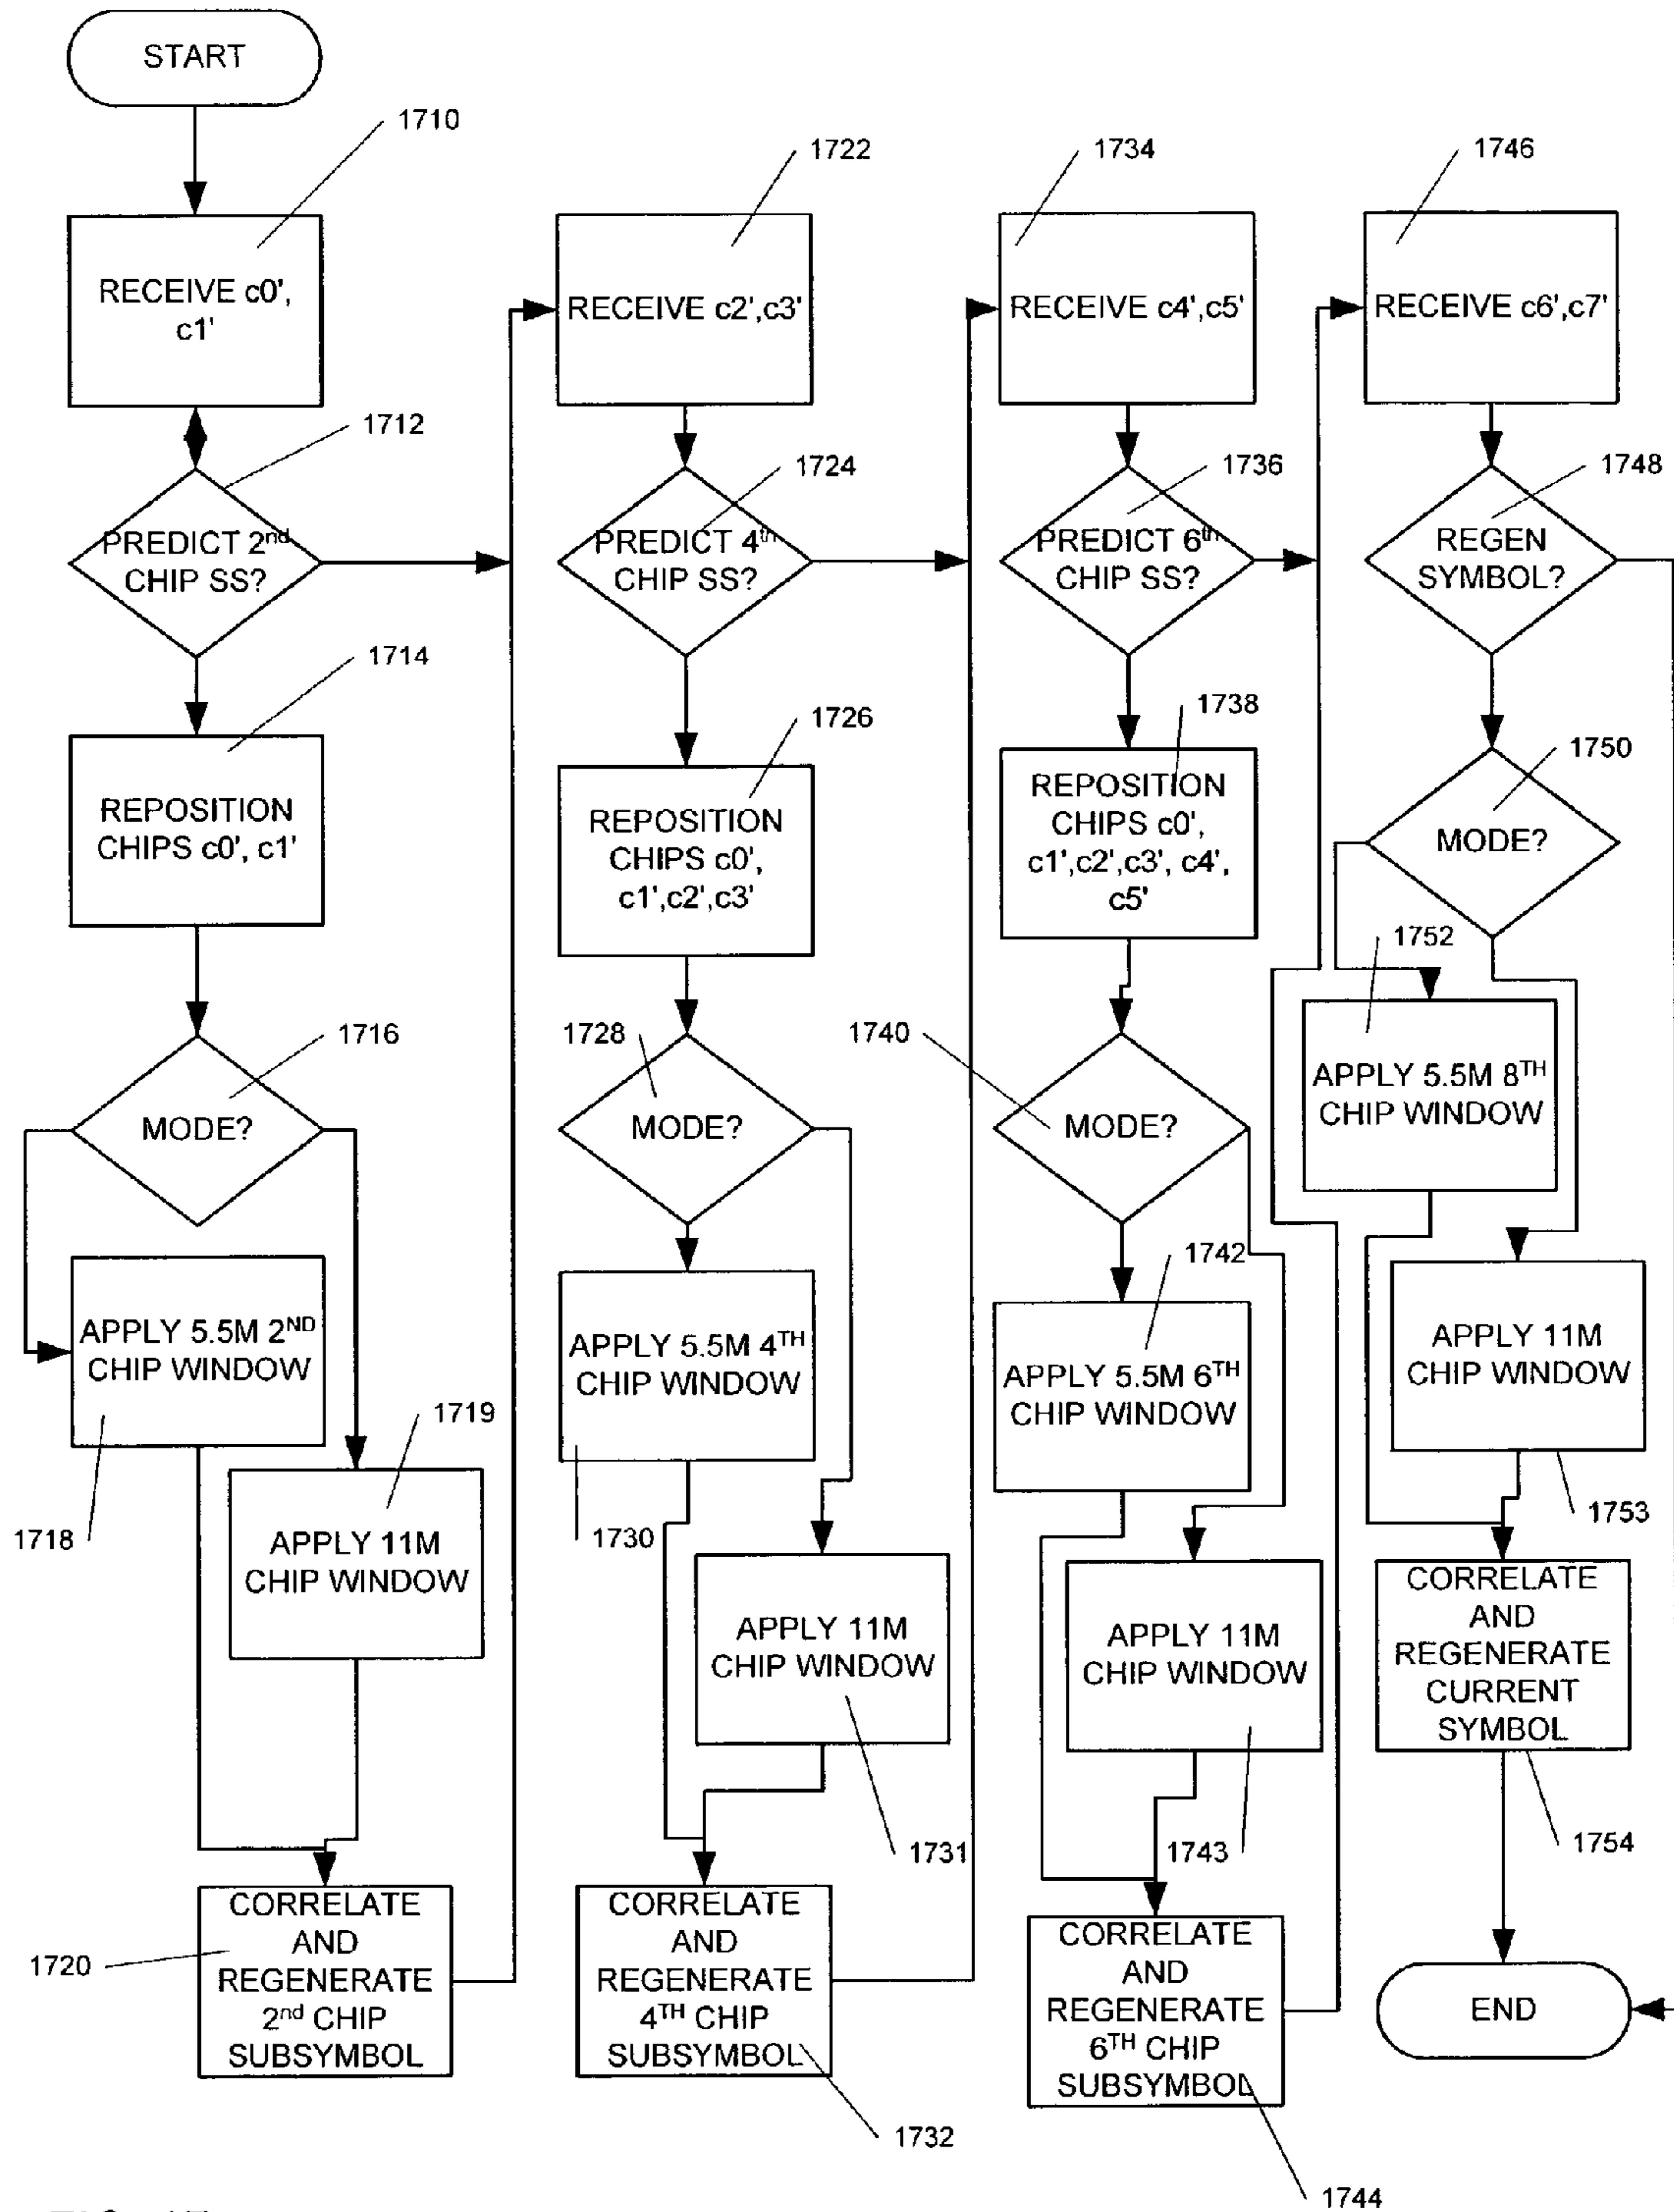 START
1710
RECEIVE c0',
c1'
1712
PREDICT 2nd
CHIP SS?
1714
REPOSITION
CHIPS c0', c1'
1716
MODE?
APPLY 5.5M 2ND
CHIP WINDOW
1718
1719
APPLY 11M
CHIP WINDOW
1720
CORRELATE
AND
REGENERATE
2nd CHIP
SUBSYMBOL
1722
RECEIVE c2',c3'
1724
PREDICT 4th
CHIP SS?
1726
REPOSITION
CHIPS c0',
c1',c2',c3'
1728
MODE?
APPLY 5.5M 4TH
CHIP WINDOW
1730
APPLY 11M
CHIP WINDOW
1731
CORRELATE
AND
REGENERATE
4TH CHIP
SUBSYMBOL
1732
1734
RECEIVE c4',c5'
1736
PREDICT 6th
CHIP SS?
1738
REPOSITION
CHIPS c0',
c1',c2',c3', c4',
c5'
1740
MODE?
1742
APPLY 5.5M 6TH
CHIP WINDOW
APPLY 11M
CHIP WINDOW
1743
CORRELATE
AND
REGENERATE
6TH CHIP
SUBSYMBOL
1744
1746
RECEIVE c6',c7'
1748
REGEN
SYMBOL?
1750
MODE?
1752
APPLY 5.5M 8TH
CHIP WINDOW
APPLY 11M
CHIP WINDOW
1753
CORRELATE
AND
REGENERATE
CURRENT
SYMBOL
1754
END